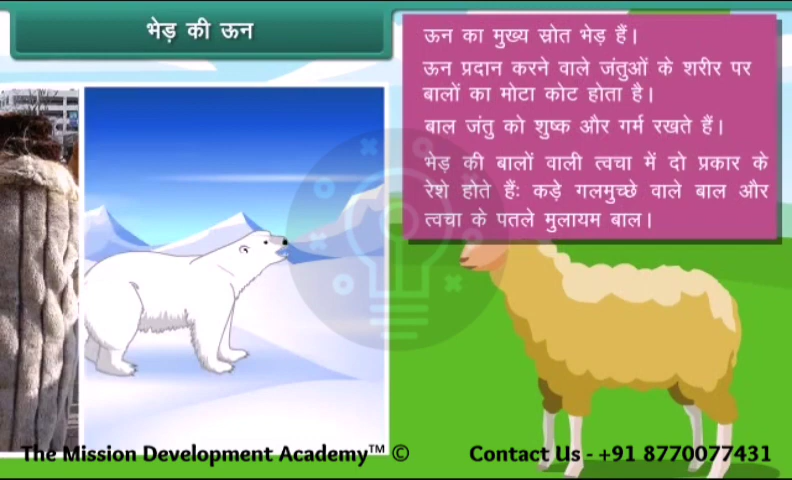 भेड़ की ऊन
ऊन का मुख्य स्रोत भेड़ हैं।
ऊन प्रदान करने वाले जंतुओं के शरीर पर
बालों का मोटा कोट होता है।
बाल जंतु को शुष्क और गर्म रखते हैं।
भेड़ की बालों वाली त्वचा में दो प्रकार के
रेशे होते हैंः कड़े गलमुच्छे वाले बाल और
त्वचा के पतले मुलायम बाल।
The Mission Development Academy™ © Contact Us - +91 8770077431